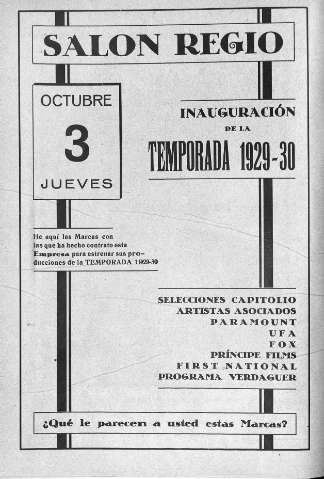 SALON REGIO
OCTUBRE
3
JUEVES
INAUGURACIÓN
DE LA
TEMPORADA 1929-30
He aquí las Marcas con
las que ha hecho contrato esta
Empresa para estrenar sus pro-
ducciones de la TEMPORADA 1929-30
SELECCIONES CAPITOLIO
ARTISTAS ASOCIADOS
PARAMOUNT
UFA
FOX
PRÍNCIPE FILMS
FIRST NATIONAL
PROGRAMA VERDAGUER
¿Qué le parecen a usted estas Marcas?